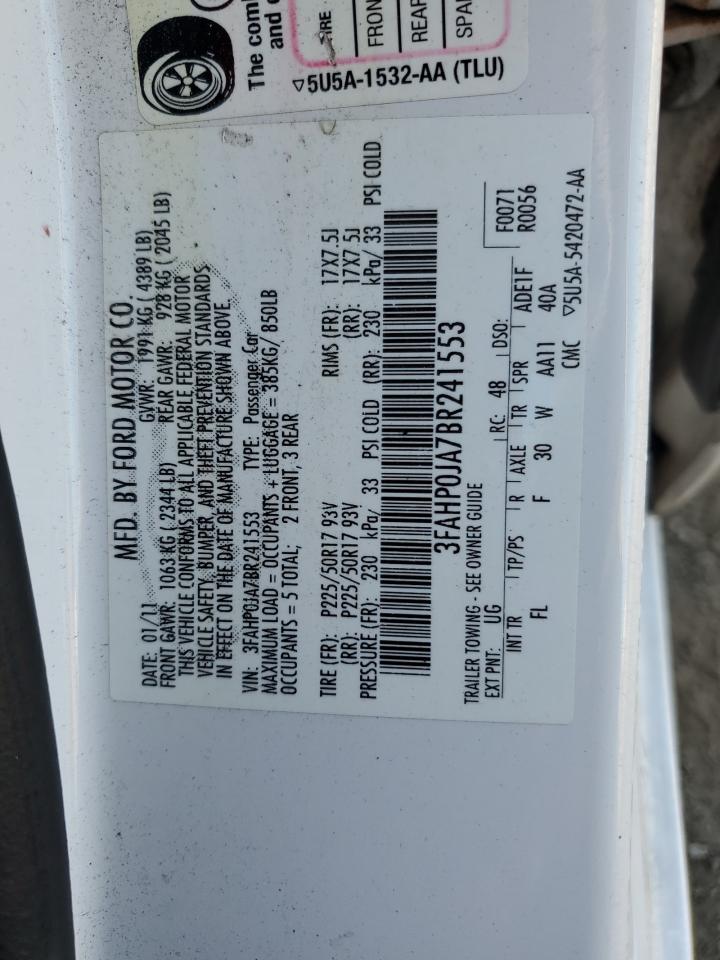 The comb
and c
TIRE
FRON
REAR
SPAR
▽5U5A-1532-AA (TLU)
MFD. BY FORD MOTOR CO.
DATE: 01/11 GVWR: 1991 KG ( 4389 LB)
FRONT GAWR: 1063 KG ( 2344 LB) REAR GAWR: 928 KG ( 2045 LB)
THIS VEHICLE CONFORMS TO ALL APPLICABLE FEDERAL MOTOR
VEHICLE SAFETY, BUMPER, AND THEFT PREVENTION STANDARDS
IN EFFECT ON THE DATE OF MANUFACTURE SHOWN ABOVE.
VIN: 3FAHP0JA7BR241553 TYPE: Passenger Car
MAXIMUM LOAD = OCCUPANTS + LUGGAGE = 385KG/ 850LB
OCCUPANTS = 5 TOTAL; 2 FRONT, 3 REAR
TIRE (FR): P225/50R17 93V RIMS (FR): 17X7.5J
(RR) P225/50R17 93V (RR): 17X7.5J
PRESSURE (FR): 230 kPa/ 33 PSI COLD (RR): 230 kPa/ 33 PSI COLD
3FAHP0JA7BR241553
TRAILER TOWING - SEE OWNER GUIDE
F0071
R0056
EXT PNT: UG RC: 48 DSO:
INT TR TP/PS R AXLE TR SPR ADE1F
FL F 30 W AA11 40A
CMC ▽5U5A-5420472-AA